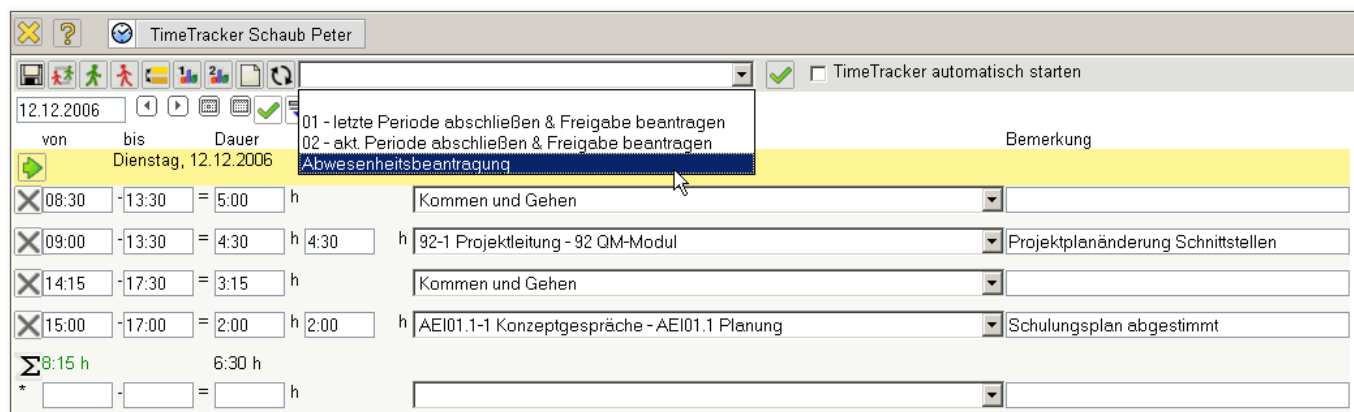 TimeTracker Schaub Peter
TimeTracker automatisch starten
12.12.2006
01 - letzte Periode abschließen & Freigabe beantragen
02 - akt. Periode abschließen & Freigabe beantragen
Abwesenheitsbeantragung
von bis Dauer Bemerkung
Dienstag, 12.12.2006
08:30 - 13:30 = 5:00 h Kommen und Gehen
09:00 - 13:30 = 4:30 h 4:30 h 92-1 Projektleitung - 92 QM-Modul Projektplanänderung Schnittstellen
14:15 - 17:30 = 3:15 h Kommen und Gehen
15:00 - 17:00 = 2:00 h 2:00 h AEI01.1-1 Konzeptgespräche - AEI01.1 Planung Schulungsplan abgestimmt
Σ 8:15 h 6:30 h
* - = h